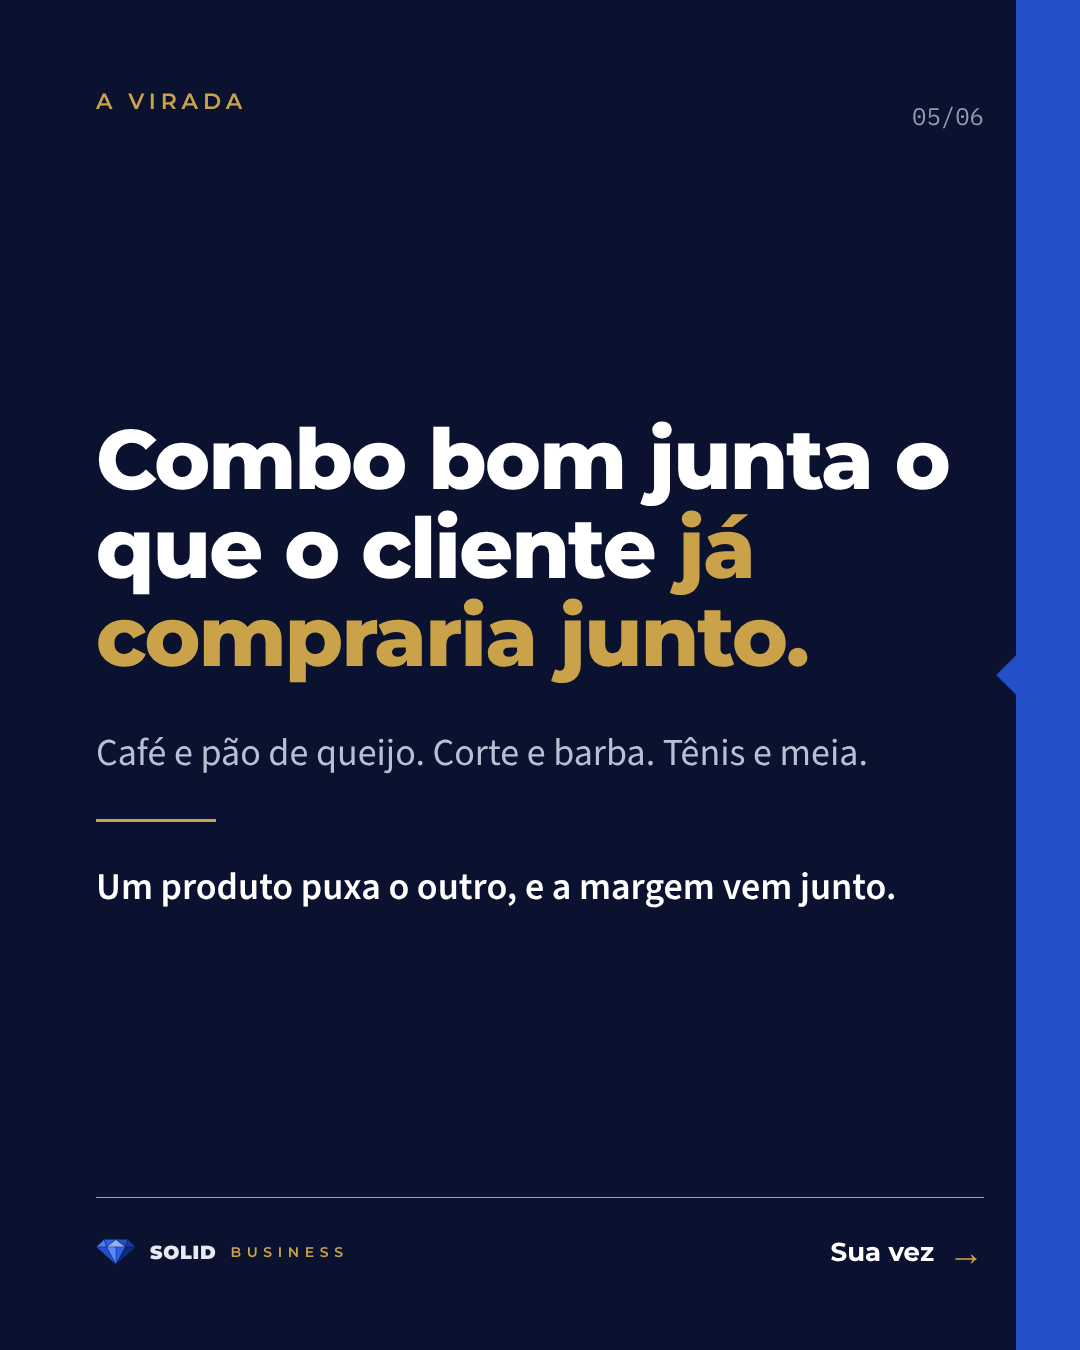 A VIRADA
05/06
Combo bom junta o
que o cliente já
compraria junto.
Café e pão de queijo. Corte e barba. Tênis e meia.
Um produto puxa o outro, e a margem vem junto.
SOLID BUSINESS
Sua vez →